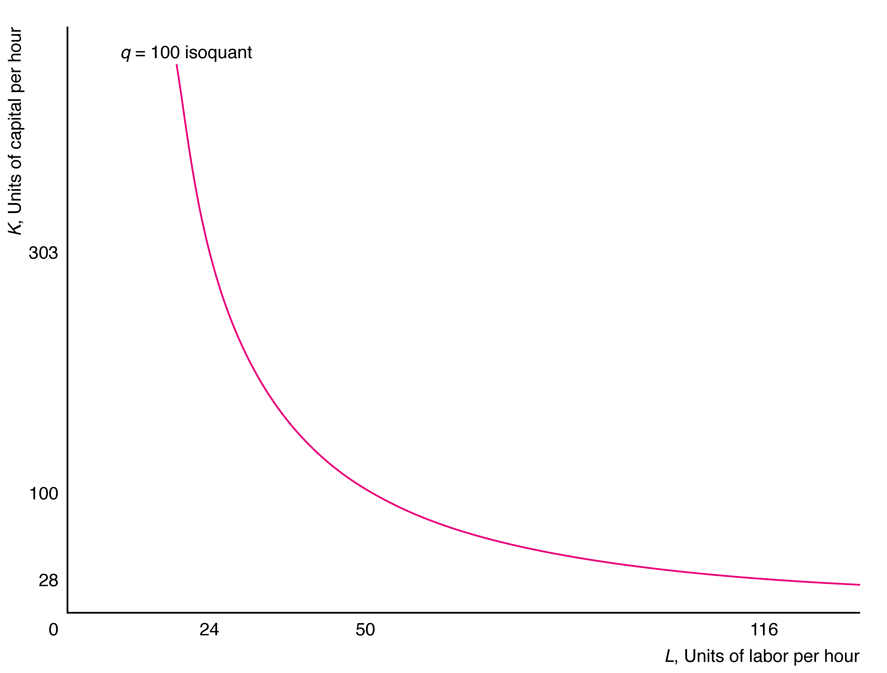 K, Units of capital per hour
q = 100 isoquant
303
100
28
0
24
50
116
L, Units of labor per hour